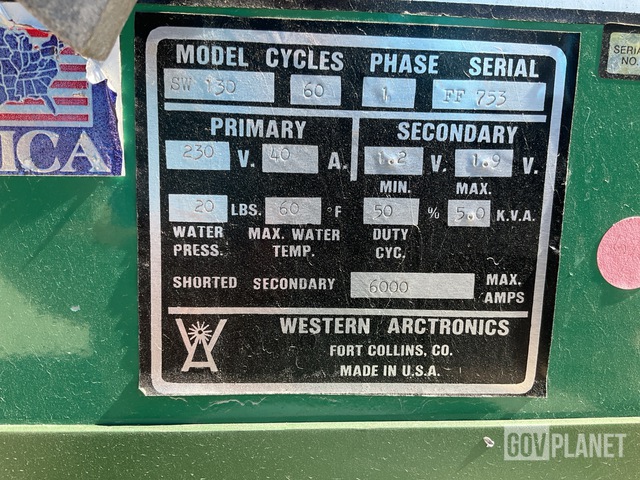 MODEL CYCLES PHASE SERIAL
SW 130 60 1 FF 753
PRIMARY SECONDARY
230 V. 40 A. 1.2 V. 1.9 V.
MIN. MAX.
20 LBS. 60 °F 50 % 5.0 K.V.A.
WATER PRESS. MAX. WATER TEMP. DUTY CYC.
SHORTED SECONDARY 6000 MAX. AMPS
WESTERN ARCTRONICS
FORT COLLINS, CO.
MADE IN U.S.A.
ICA
SERIAL
NO.
GOVPLANET